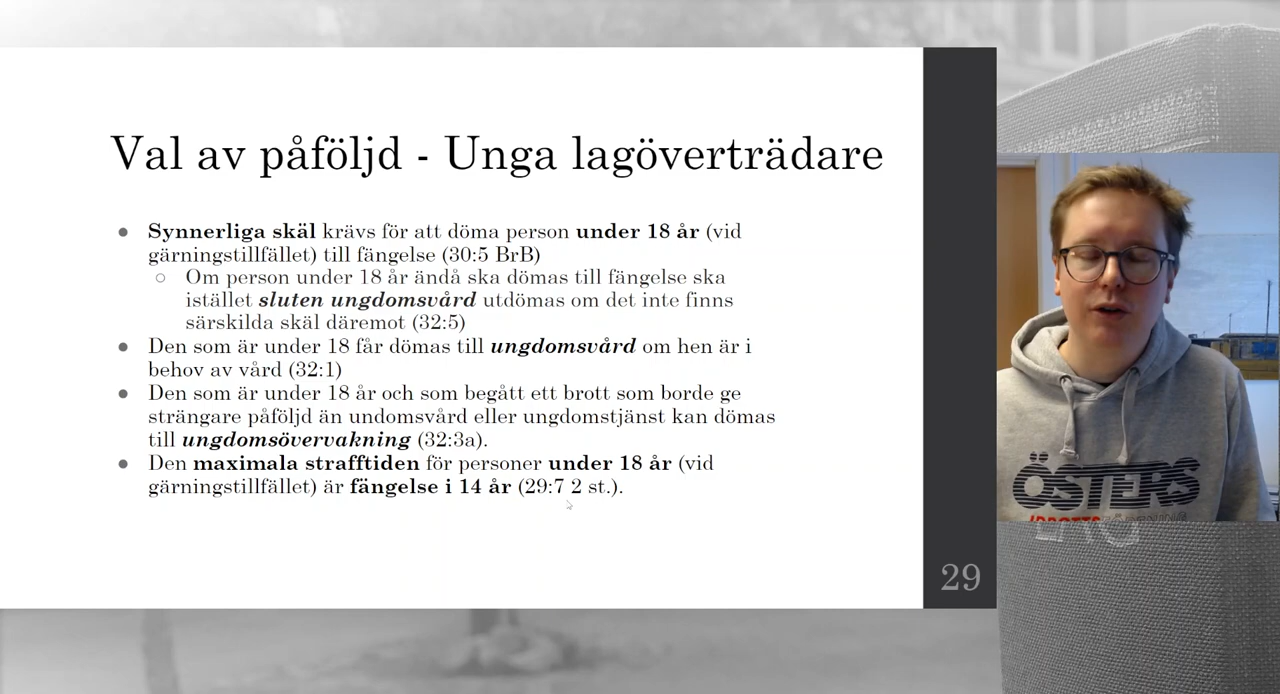 Val av påföljd - Unga lagöverträdare
Synnerliga skäl krävs för att döma person under 18 år (vid
gärningstillfället) till fängelse (30:5 BrB)
Om person under 18 år ändå ska dömas till fängelse ska
istället sluten ungdomsvård utdömas om det inte finns
särskilda skäl däremot (32:5)
Den som är under 18 får dömas till ungdomsvård om hen är i
behov av vård (32:1)
Den som är under 18 år och som begått ett brott som borde ge
strängare påföljd än undomsvård eller ungdomstjänst kan dömas
till ungdomsövervakning (32:3a).
Den maximala strafftiden för personer under 18 år (vid
gärningstillfället) är fängelse i 14 år (29:7 2 st.).
29
ÖSTERS